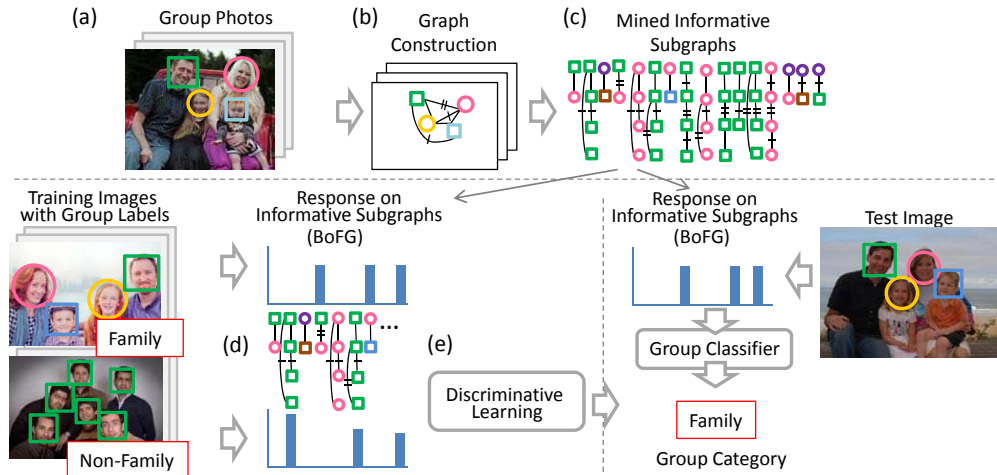 (a)
Group Photos
(b)
Graph
Construction
(c)
Mined Informative
Subgraphs
Training Images
with Group Labels
Family
Non-Family
Response on
Informative Subgraphs
(BoFG)
(d)
...
(e)
Discriminative
Learning
Response on
Informative Subgraphs
(BoFG)
Test Image
Group Classifier
Family
Group Category